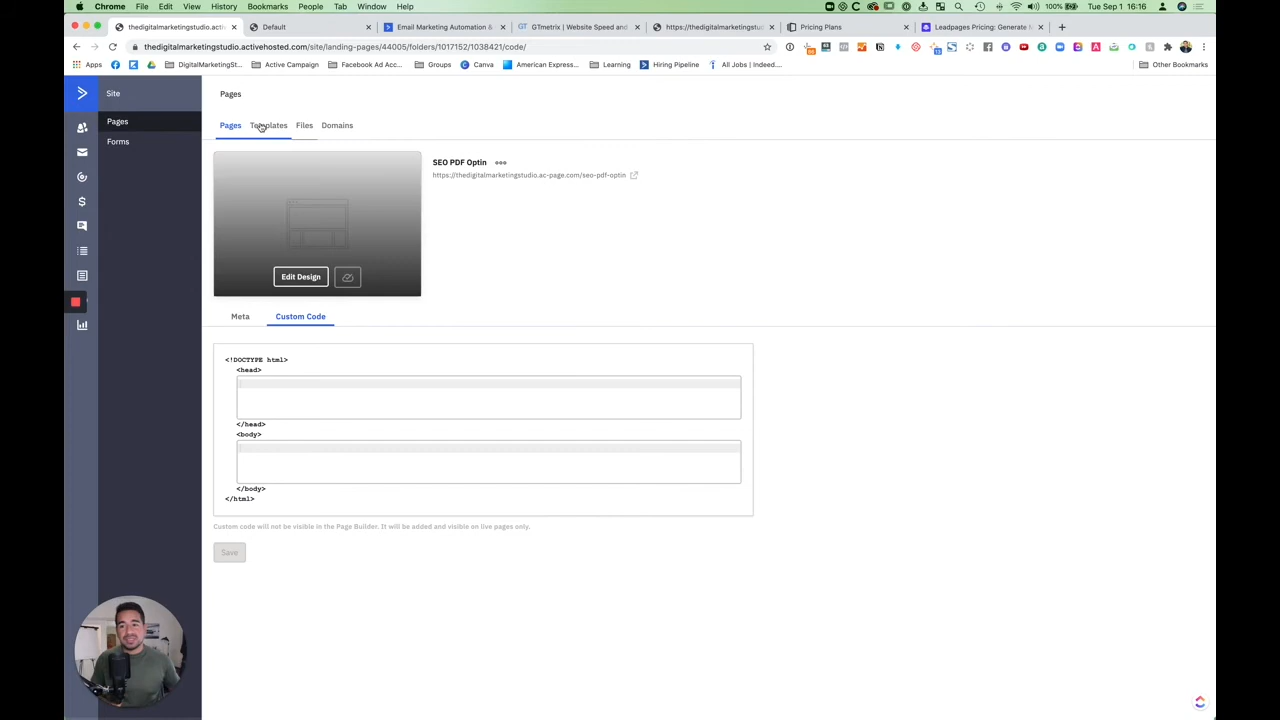 Chrome File Edit View History Bookmarks People Tab Window Help
100% Tue Sep 1 16:16
thedigitalmarketingstudio.activ
Default
Email Marketing Automation &
GTmetrix | Website Speed and
https://thedigitalmarketingstud
Pricing Plans
Leadpages Pricing: Generate M
thedigitalmarketingstudio.activehosted.com/site/landing-pages/44005/folders/1017152/1038421/code/
Apps DigitalMarketingSt... Active Campaign Facebook Ad Acc... Groups Canva American Express... Learning Hiring Pipeline All Jobs | Indeed.... Other Bookmarks
Site
Pages
Forms
Pages
Pages Templates Files Domains
SEO PDF Optin
https://thedigitalmarketingstudio.ac-page.com/seo-pdf-optin
Edit Design
Meta Custom Code
<!DOCTYPE html>
<head>
</head>
<body>
</body>
</html>
Custom code will not be visible in the Page Builder. It will be added and visible on live pages only.
Save